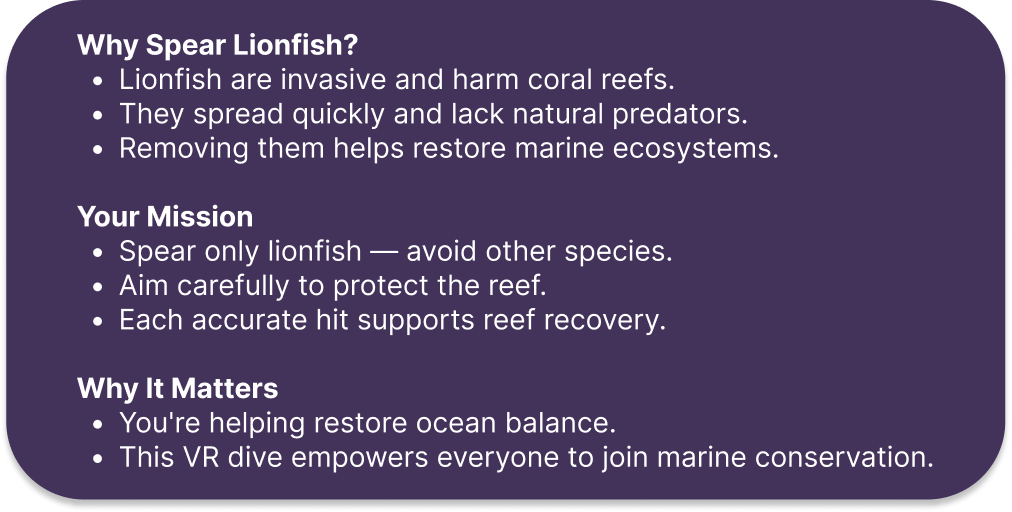 Why Spear Lionfish?
• Lionfish are invasive and harm coral reefs.
• They spread quickly and lack natural predators.
• Removing them helps restore marine ecosystems.
Your Mission
• Spear only lionfish — avoid other species.
• Aim carefully to protect the reef.
• Each accurate hit supports reef recovery.
Why It Matters
• You're helping restore ocean balance.
• This VR dive empowers everyone to join marine conservation.